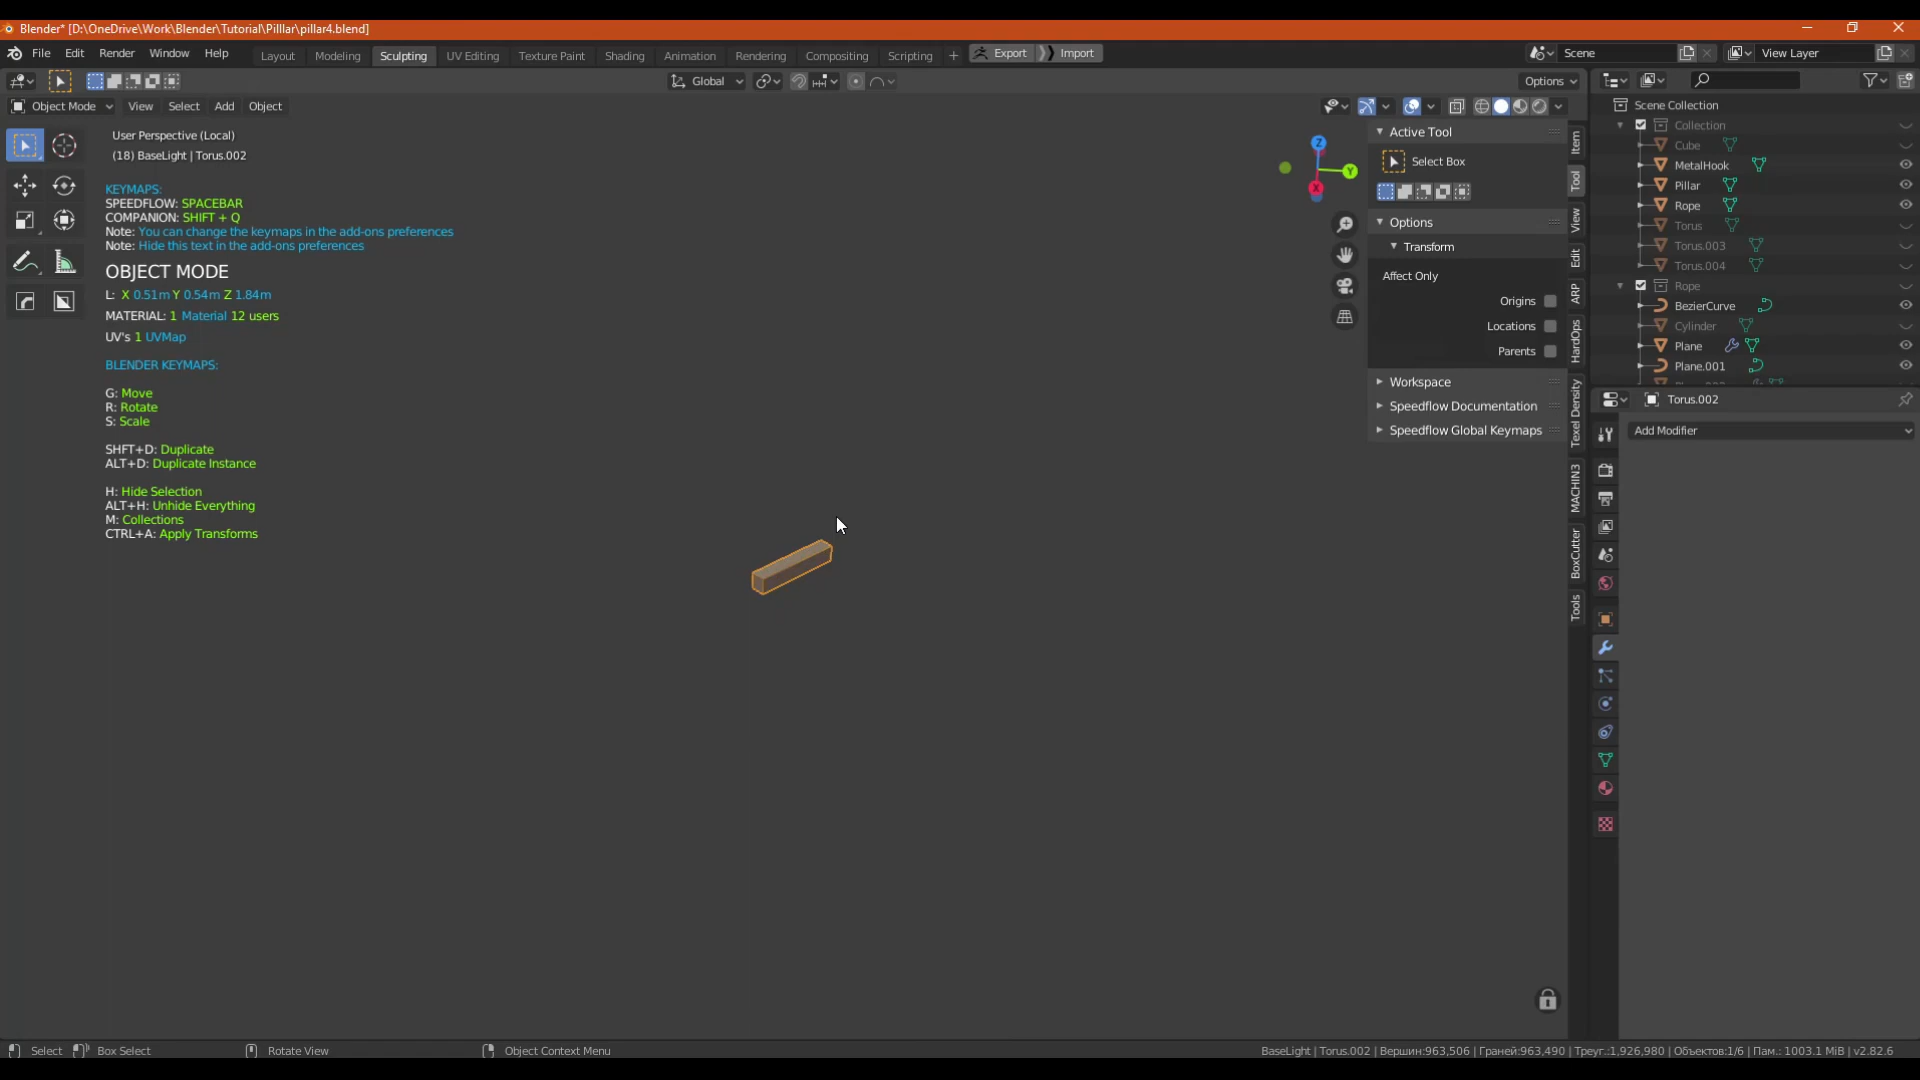 Blender* [D:\OneDrive\Work\Blender\Tutorial\Pilllar\pillar4.blend]
File Edit Render Window Help Layout Modeling Sculpting UV Editing Texture Paint Shading Animation Rendering Compositing Scripting + Export Import Scene View Layer
Global Options
Object Mode View Select Add Object
User Perspective (Local)
(18) BaseLight | Torus.002
KEYMAPS:
SPEEDFLOW: SPACEBAR
COMPANION: SHIFT + Q
Note: You can change the keymaps in the add-ons preferences
Note: Hide this text in the add-ons preferences
OBJECT MODE
L: X 0.51m Y 0.54m Z 1.84m
MATERIAL: 1 Material 12 users
UV's 1 UVMap
BLENDER KEYMAPS:
G: Move
R: Rotate
S: Scale
SHFT+D: Duplicate
ALT+D: Duplicate Instance
H: Hide Selection
ALT+H: Unhide Everything
M: Collections
CTRL+A: Apply Transforms
Z
Y
X
Active Tool
Select Box
Options
Transform
Affect Only
Origins
Locations
Parents
Workspace
Speedflow Documentation
Speedflow Global Keymaps
Item
Tool
View
Edit
ARP
HardOps
Texel Density
MACHIN3
BoxCutter
Tools
Scene Collection
Collection
Cube
MetalHook
Pillar
Rope
Torus
Torus.003
Torus.004
Rope
BezierCurve
Cylinder
Plane
Plane.001
Torus.002
Add Modifier
Select Box Select Rotate View Object Context Menu
BaseLight | Torus.002 | Вершин:963,506 | Граней:963,490 | Треуг.:1,926,980 | Объектов:1/6 | Пам.: 1003.1 MiB | v2.82.6